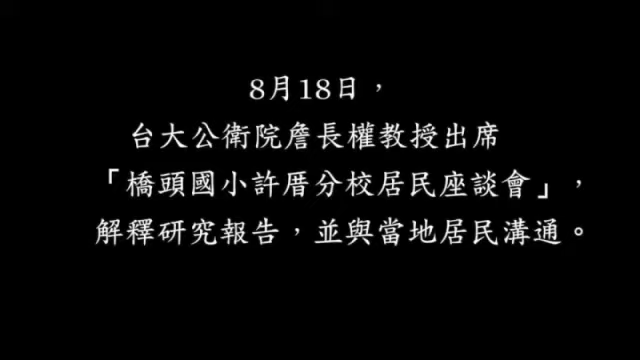 8月18日，
台大公衛院詹長權教授出席
「橋頭國小許厝分校居民座談會」，
解釋研究報告，並與當地居民溝通。